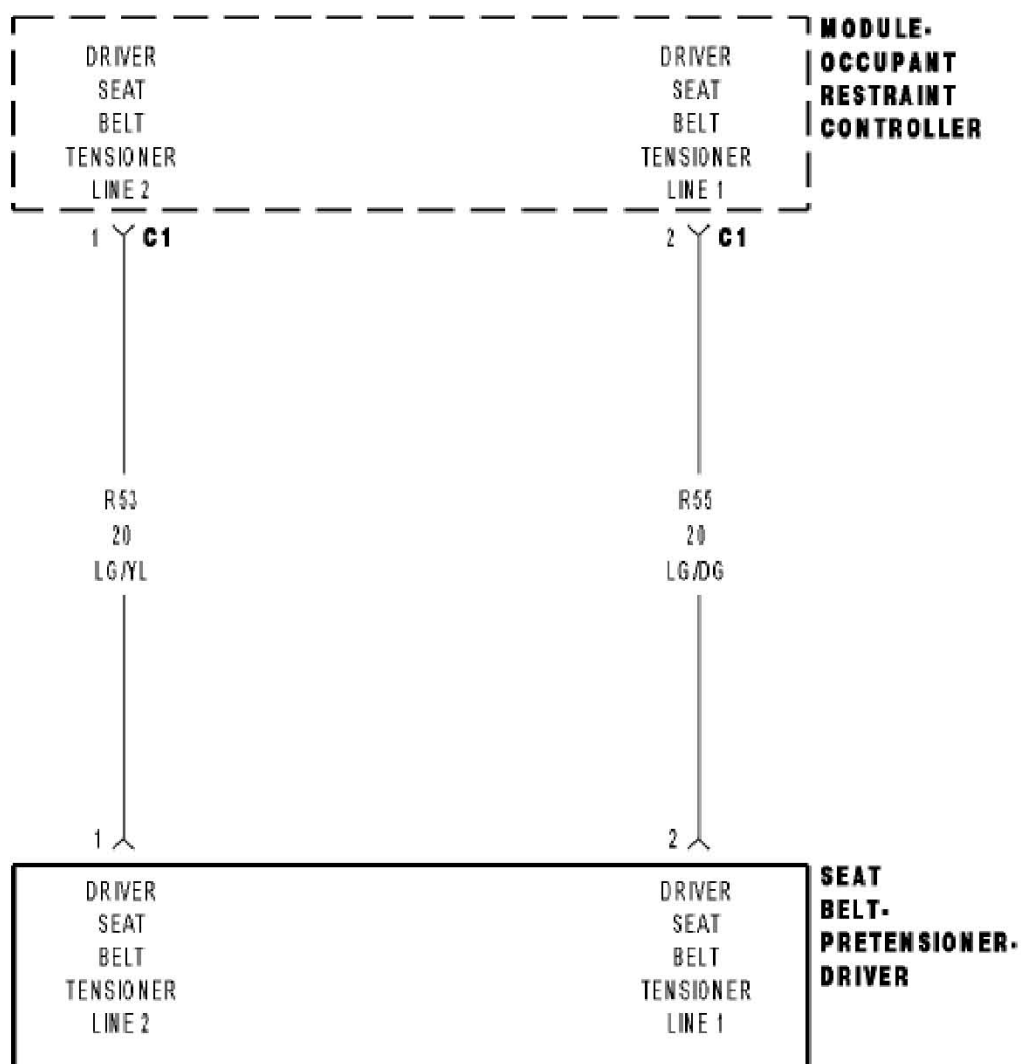 DRIVER
SEAT
BELT
TENSIONER
LINE 2
DRIVER
SEAT
BELT
TENSIONER
LINE 1
MODULE-
OCCUPANT
RESTRAINT
CONTROLLER
1 C1
2 C1
R53
20
LG/YL
R55
20
LG/DG
1
2
DRIVER
SEAT
BELT
TENSIONER
LINE 2
DRIVER
SEAT
BELT
TENSIONER
LINE 1
SEAT
BELT-
PRETENSIONER-
DRIVER